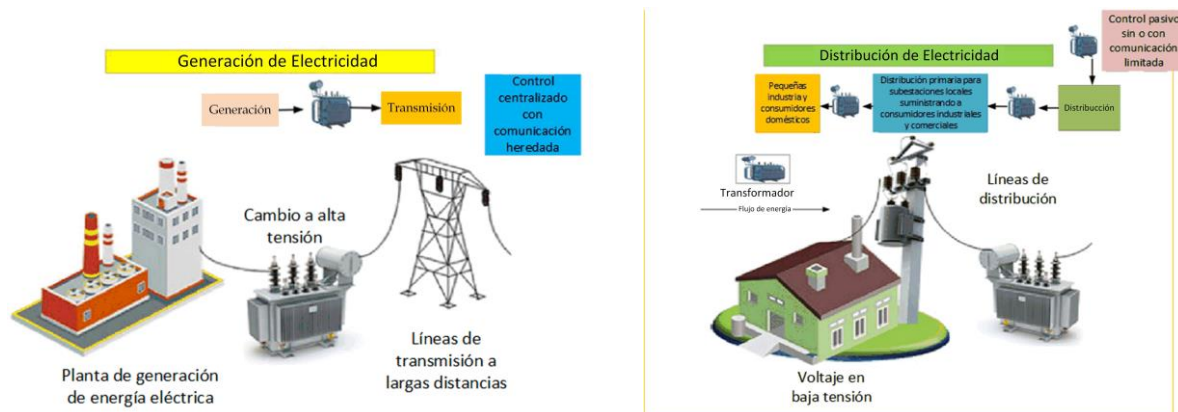 Generación de Electricidad
Generación
Transmisión
Control
centralizado
con
comunicación
heredada
Cambio a alta
tensión
Planta de generación
de energía eléctrica
Líneas de
transmisión a
largas distancias
Control pasivo
sin o con
comunicación
limitada
Distribución de Electricidad
Pequeñas
industria y
consumidores
domésticos
Distribución primaria para
subestaciones locales
suministrando a
consumidores industriales
y comerciales
Distribucción
Transformador
Flujo de energía
Líneas de
distribución
Voltaje en
baja tensión